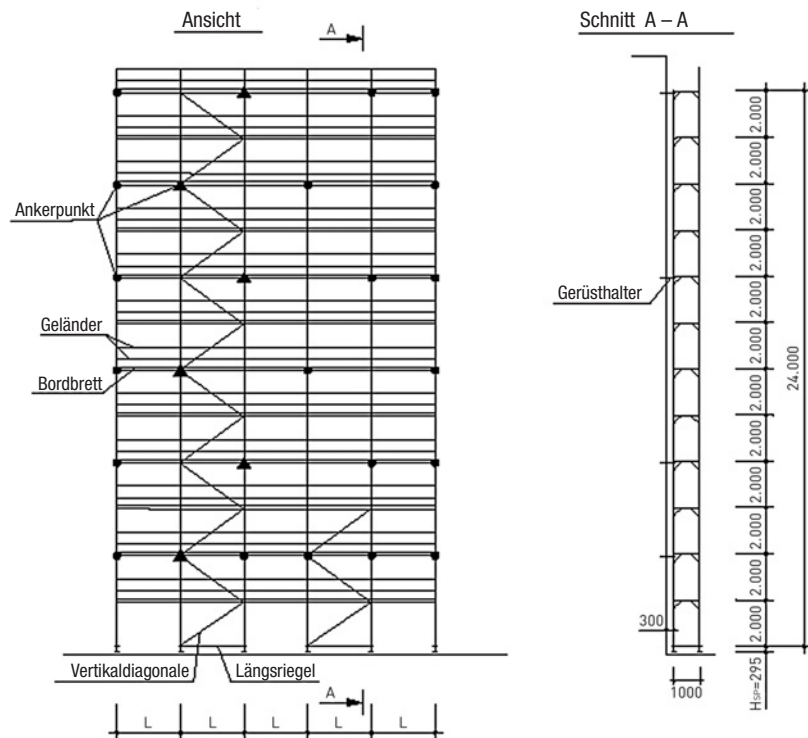 Ansicht
A
Ankerpunkt
Geländer
Bordbrett
Vertikaldiagonale
Längsriegel
A
L L L L L
Schnitt A – A
Gerüsthalter
300
1000
2.000
2.000
2.000
2.000
2.000
2.000
2.000
2.000
2.000
2.000
2.000
2.000
24.000
HSP=295